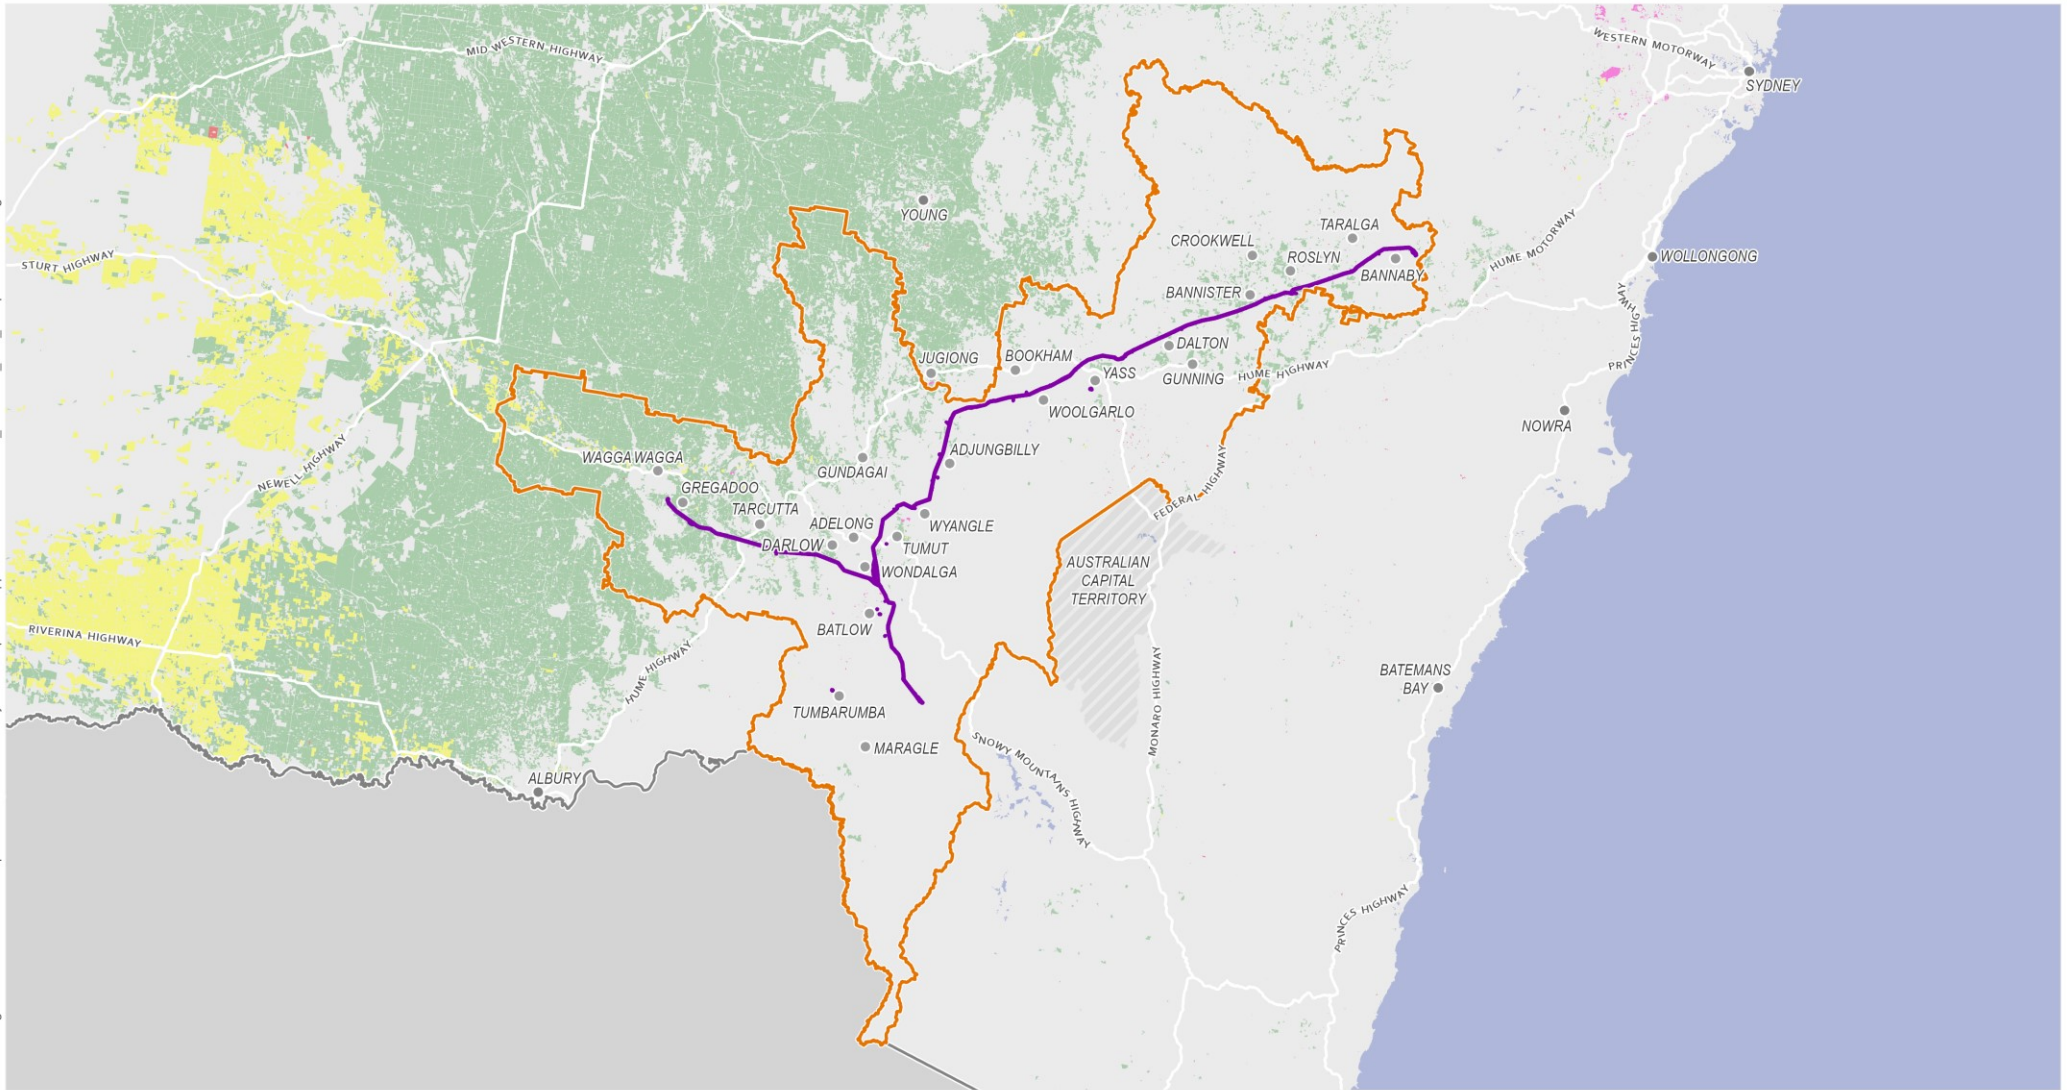 MID WESTERN HIGHWAY
WESTERN MOTORWAY
SYDNEY
YOUNG
TARALGA
CROOKWELL
ROSLYN
HUME MOTORWAY
WOLLONGONG
STURT HIGHWAY
BANNABY
BANNISTER
PRINCES HIGHWAY
JUGIONG
BOOKHAM
DALTON
YASS
GUNNING
HUME HIGHWAY
WOOLGARLO
NOWRA
NEWELL HIGHWAY
WAGGA WAGGA
GUNDAGAI
ADJUNGBILLY
GREGADOO
TARCUTTA
ADELONG
WYANGLE
FEDERAL HIGHWAY
DARLOW
TUMUT
WONDALGA
AUSTRALIAN
CAPITAL
TERRITORY
RIVERINA HIGHWAY
BATLOW
HUME HIGHWAY
MONARO HIGHWAY
BATEMANS
BAY
TUMBARUMBA
MARAGLE
SNOWY MOUNTAINS HIGHWAY
ALBURY
PRINCES HIGHWAY